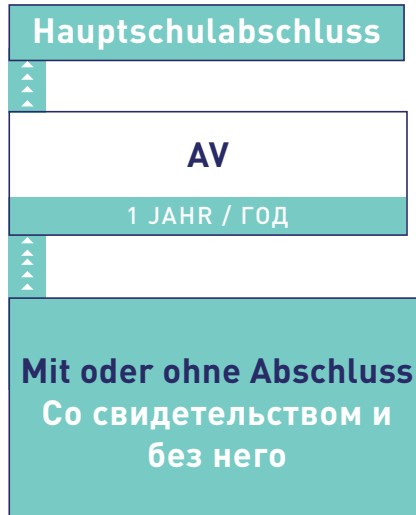 Hauptschulabschluss
AV
1 JAHR / ГОД
Mit oder ohne Abschluss
Со свидетельством и
без него